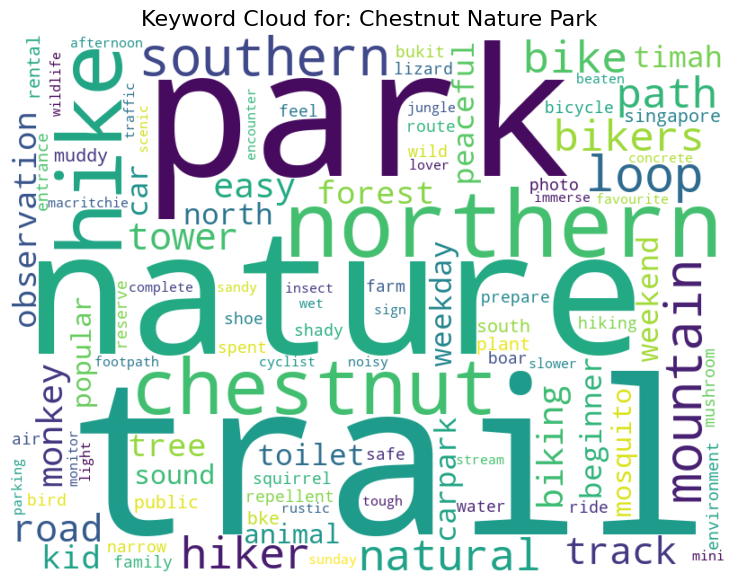 Keyword Cloud for: Chestnut Nature Park
rental
afternoon
wildlife
hike
traffic
scenic
southern
park
bukit
lizard
peaceful
bike
timah
beaten
path
bicycle
singapore
encounter
feel
jungle
route
wild
lover
bikers
concrete
loop
observation
entrance
muddy
macritchie
car
easy
north
forest
photo
immerse
favourite
tower
northern
nature
complete
sandy
insect
wet
farm
sign
weekday
prepare
weekend
mountain
popular
reserve
shoe
shady
south
plant
hiking
spent
footpath
cyclist
noisy
boar
slower
monkey
chestnut
trail
air
monitor
light
tree
toilet
safe
carpark
stream
biking
beginner
mosquito
mushroom
environment
parking
bird
sound
squirrel
repellent
tough
public
rustic
water
ride
road
bke
animal
kid
narrow
family
hiker
sunday
natural
track
mini